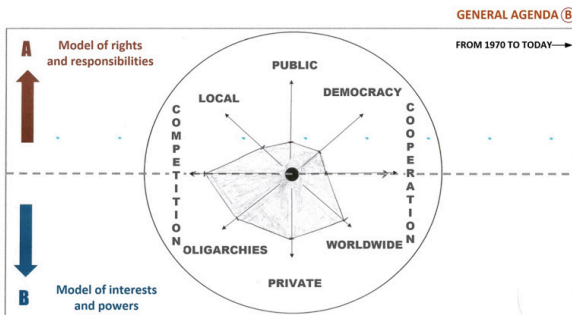 GENERAL AGENDA B
A
Model of rights
and responsibilities
FROM 1970 TO TODAY
PUBLIC
LOCAL
DEMOCRACY
COMPETITION
COOPERATION
OLIGARCHIES
WORLDWIDE
PRIVATE
B
Model of interests
and powers